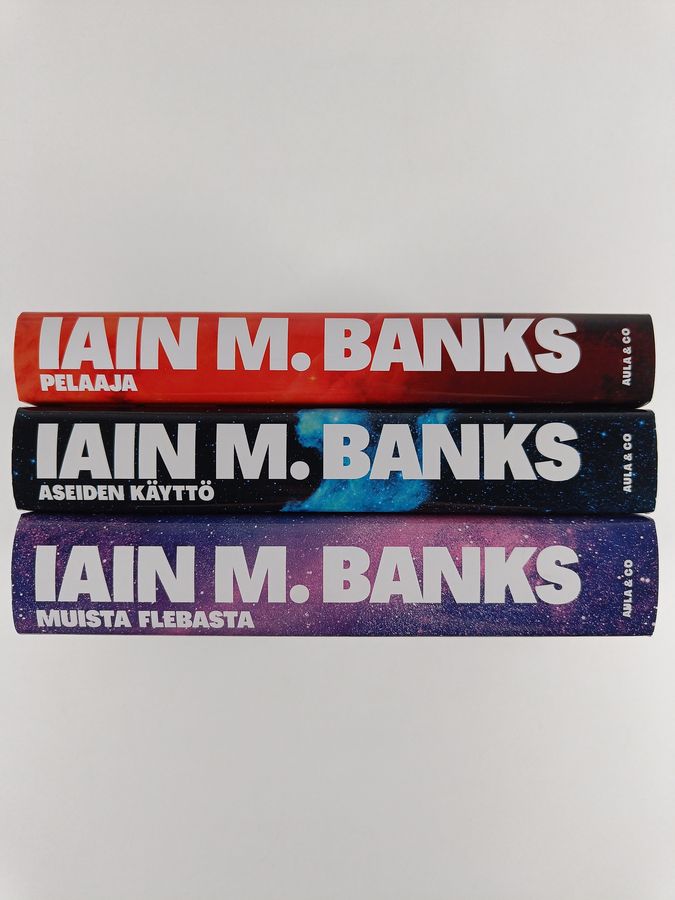 IAIN M. BANKS
PELAAJA
AULA & CO
IAIN M. BANKS
ASEIDEN KÄYTTÖ
AULA & CO
IAIN M. BANKS
MUISTA FLEBASTA
AULA & CO